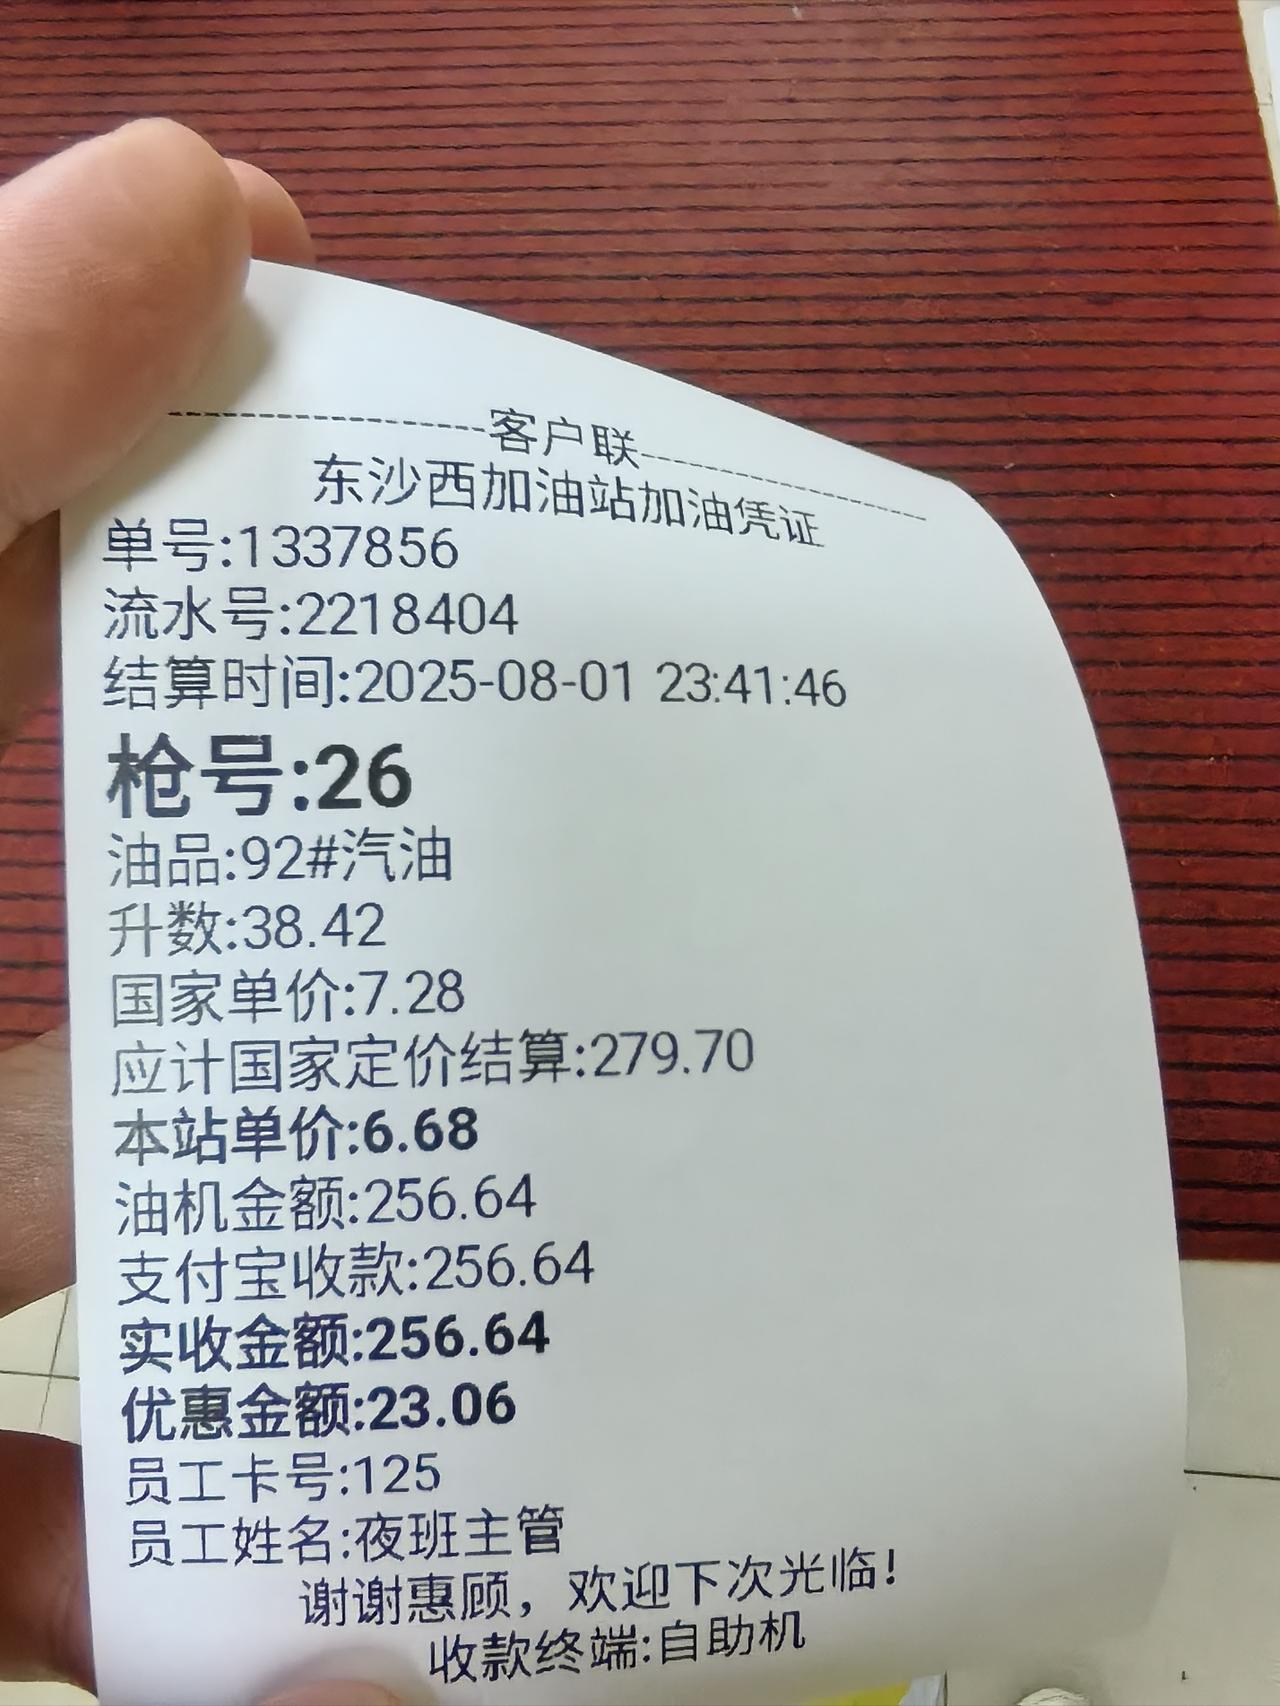 ------------------客户联------------------
东沙西加油站加油凭证
单号:1337856
流水号:2218404
结算时间:2025-08-01 23:41:46
枪号:26
油品:92#汽油
升数:38.42
国家单价:7.28
应计国家定价结算:279.70
本站单价:6.68
油机金额:256.64
支付宝收款:256.64
实收金额:256.64
优惠金额:23.06
员工卡号:125
员工姓名:夜班主管
谢谢惠顾，欢迎下次光临!
收款终端:自助机